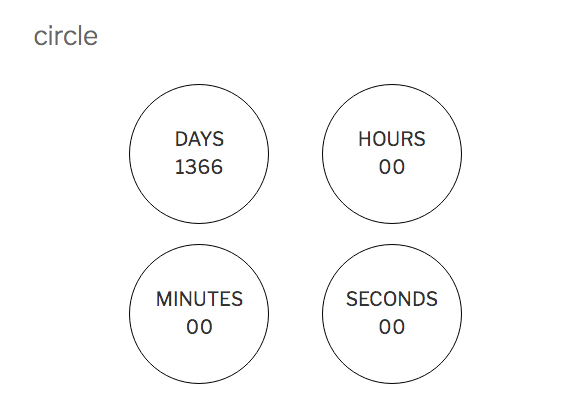 circle
DAYS
1366
HOURS
00
MINUTES
00
SECONDS
00